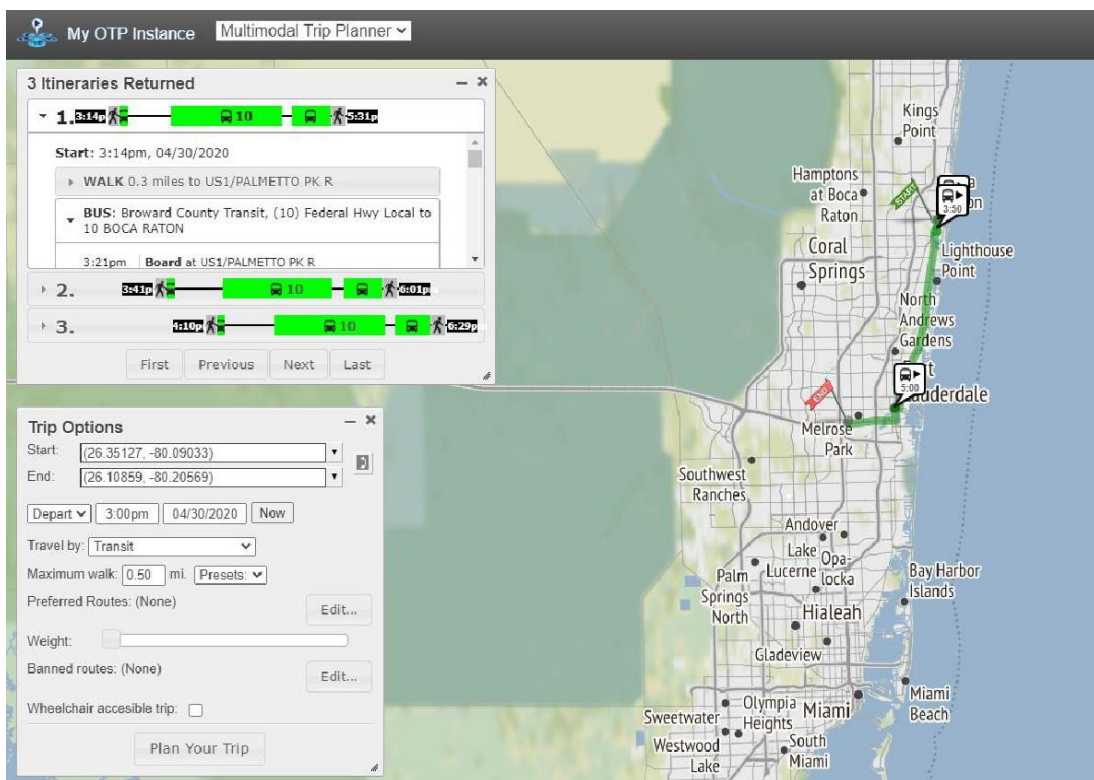 My OTP Instance
Multimodal Trip Planner
3 Itineraries Returned
1. 3:14p 10 5:31p
Start: 3:14pm, 04/30/2020
WALK 0.3 miles to US1/PALMETTO PK R
BUS: Broward County Transit, (10) Federal Hwy Local to
10 BOCA RATON
3:21pm Board at US1/PALMETTO PK R
2. 3:41p 10 6:01p
3. 4:10p 10 6:29p
First Previous Next Last
Trip Options
Start: (26.35127, -80.09033)
End: (26.10859, -80.20569)
Depart 3:00pm 04/30/2020 Now
Travel by: Transit
Maximum walk: 0.50 mi. Presets:
Preferred Routes: (None)
Edit...
Weight:
Banned routes: (None)
Edit...
Wheelchair accesible trip:
Plan Your Trip
Kings
Point
Hamptons
at Boca
Raton
START
3:50
Coral
Springs
Lighthouse
Point
North
Andrews
Gardens
5:00
Lauderdale
END
Melrose
Park
Southwest
Ranches
Andover
Lake
Lucerne
Opa-
locka
Palm
Springs
North
Bay Harbor
Islands
Hialeah
Gladeview
Miami
Beach
Olympia
Heights
Miami
Sweetwater
Westwood
Lake
South
Miami